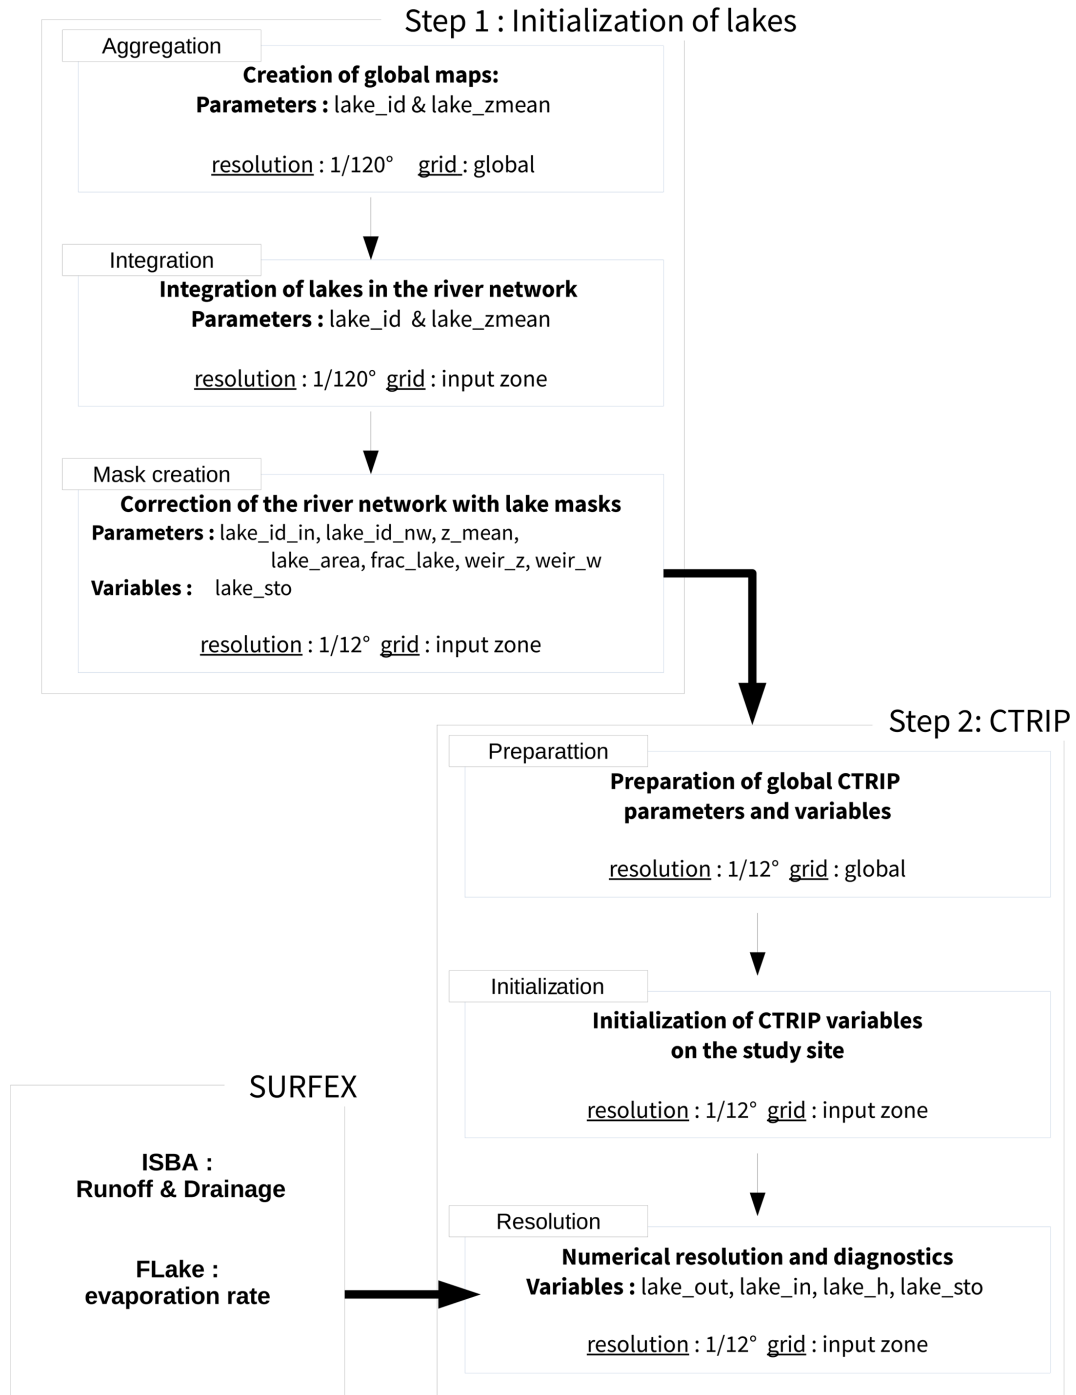 Step 1 : Initialization of lakes
Aggregation
Creation of global maps:
Parameters : lake_id & lake_zmean
resolution : 1/120° grid : global
Integration
Integration of lakes in the river network
Parameters : lake_id & lake_zmean
resolution : 1/120° grid : input zone
Mask creation
Correction of the river network with lake masks
Parameters : lake_id_in, lake_id_nw, z_mean,
lake_area, frac_lake, weir_z, weir_w
Variables : lake_sto
resolution : 1/12° grid : input zone
Step 2: CTRIP
Preparattion
Preparation of global CTRIP
parameters and variables
resolution : 1/12° grid : global
Initialization
Initialization of CTRIP variables
on the study site
resolution : 1/12° grid : input zone
SURFEX
ISBA :
Runoff & Drainage
FLake :
evaporation rate
Resolution
Numerical resolution and diagnostics
Variables : lake_out, lake_in, lake_h, lake_sto
resolution : 1/12° grid : input zone